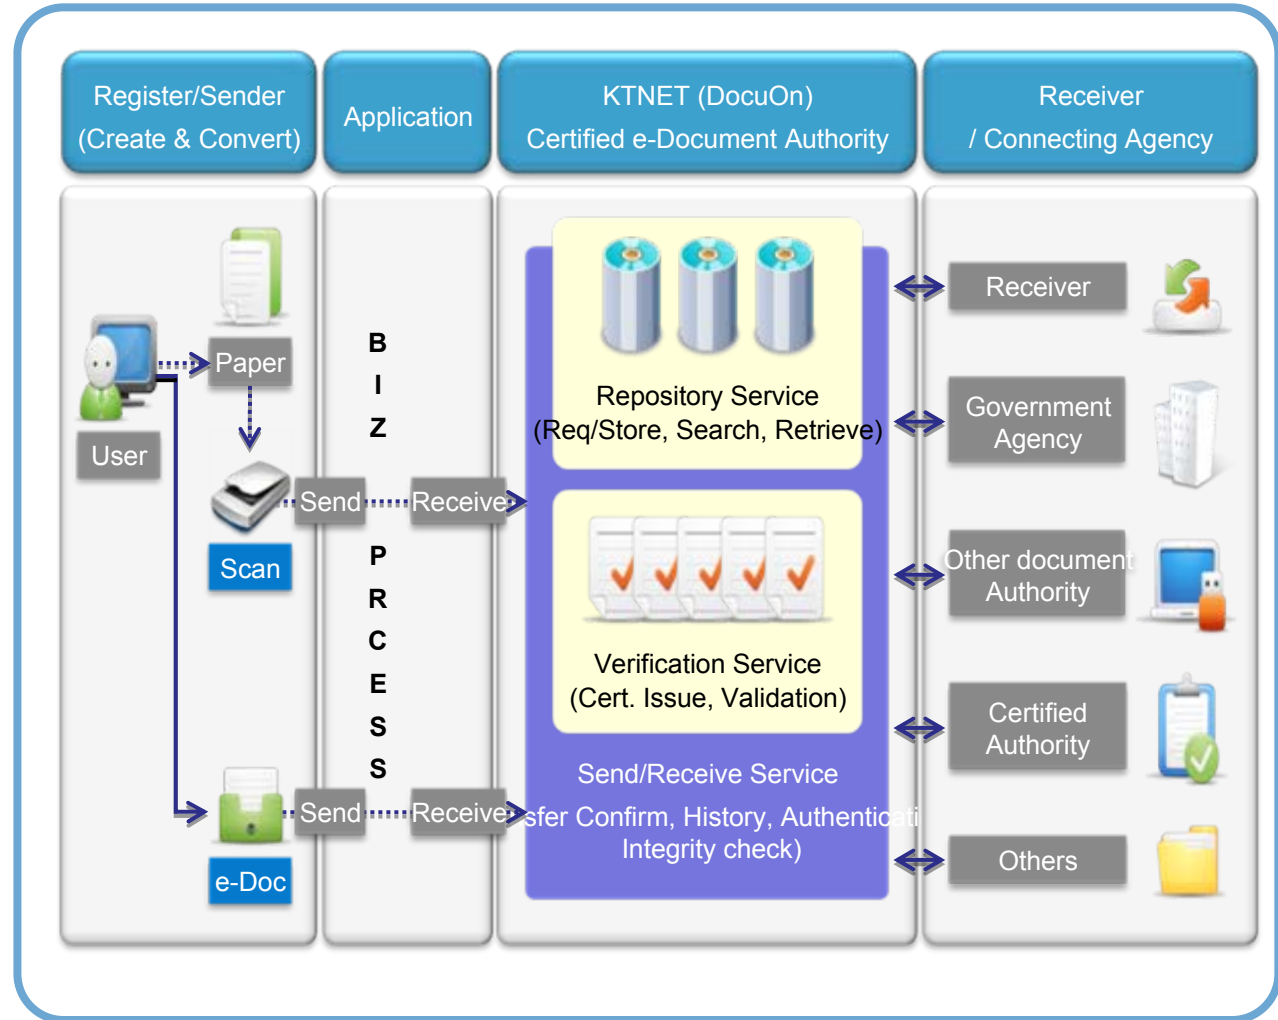 Register/Sender
(Create & Convert)
Application
KTNET (DocuOn)
Certified e-Document Authority
Receiver
/ Connecting Agency
Paper
User
Scan
e-Doc
Send
Receive
Send
Receive
B
I
Z
P
R
C
E
S
S
Repository Service
(Req/Store, Search, Retrieve)
Verification Service
(Cert. Issue, Validation)
Send/Receive Service
sfer Confirm, History, Authenticati
Integrity check)
Receiver
Government
Agency
Other document
Authority
Certified
Authority
Others